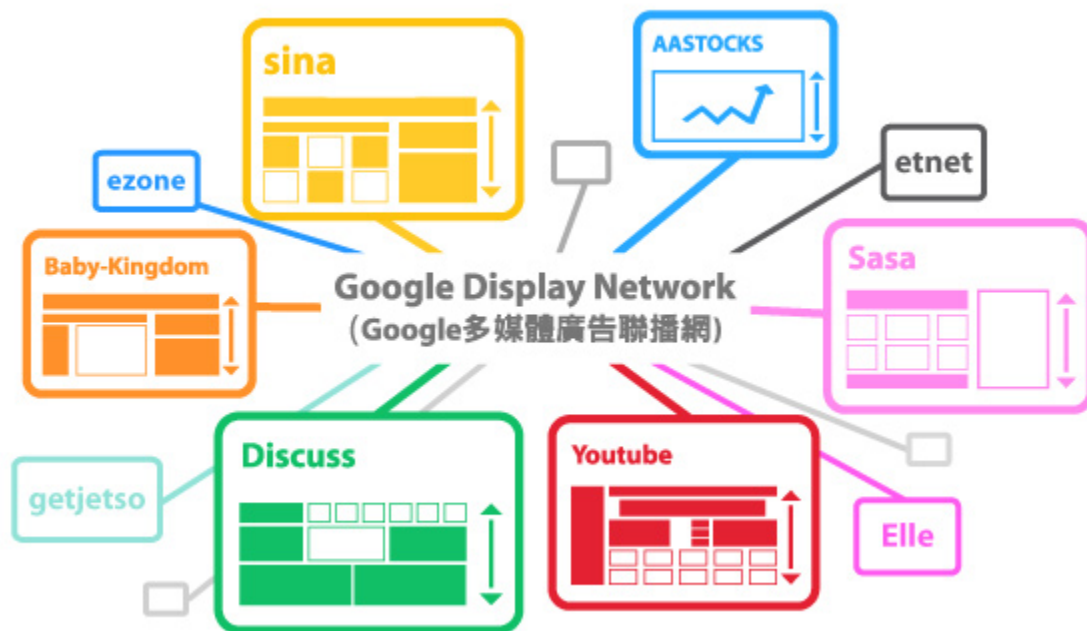 sina
AASTOCKS
ezone
etnet
Baby-Kingdom
Sasa
Google Display Network
(Google多媒體廣告聯播網)
Discuss
Youtube
getjetso
Elle